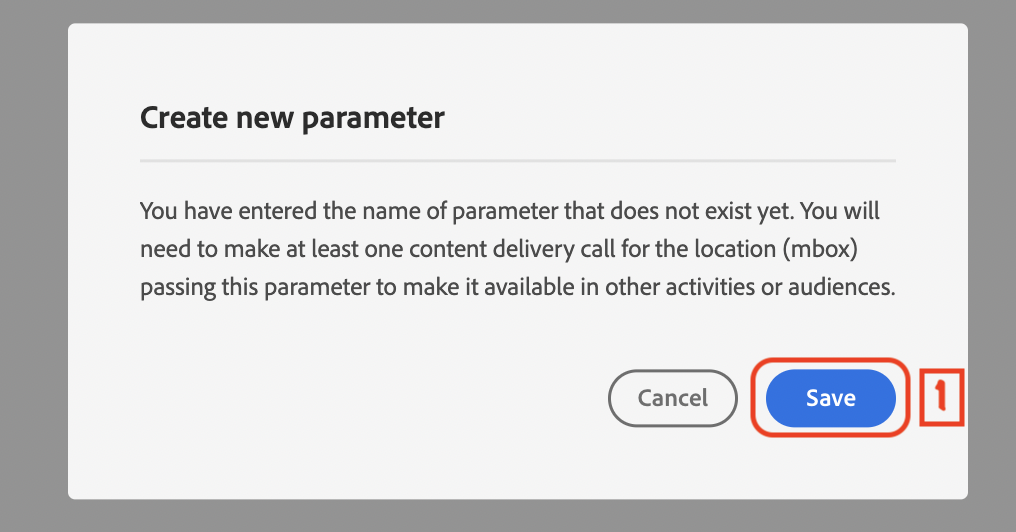 Create new parameter
You have entered the name of parameter that does not exist yet. You will
need to make at least one content delivery call for the location (mbox)
passing this parameter to make it available in other activities or audiences.
Cancel
Save
1